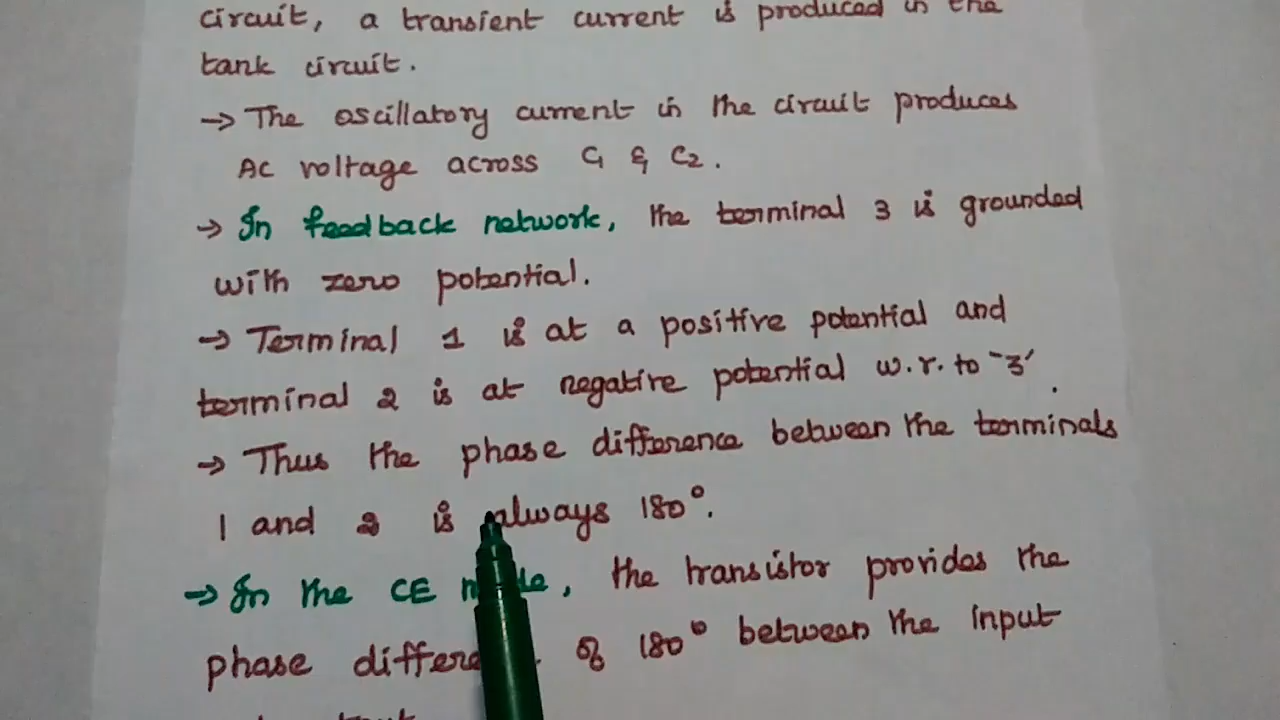 circuit, a transient current is produced in the
tank circuit.
→ The oscillatory current in the circuit produces
AC voltage across C1 & C2.
→ In feedback network, the terminal 3 is grounded
with zero potential.
→ Terminal 1 is at a positive potential and
terminal 2 is at negative potential w.r.to "3'.
→ Thus the phase difference between the terminals
1 and 2 is always 180°.
→ In the CE mode, the transistor provides the
phase difference of 180° between the input